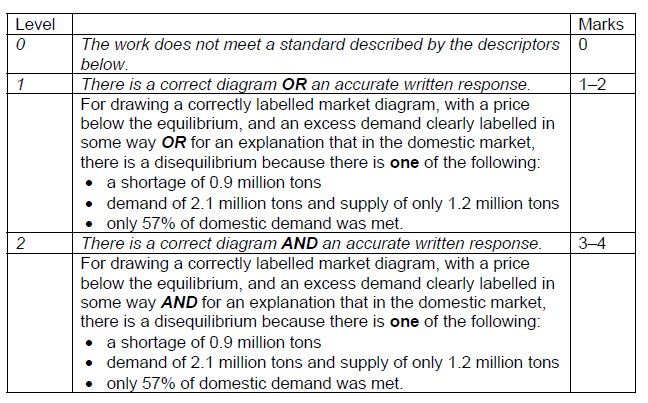 Level Marks
0 The work does not meet a standard described by the descriptors 0
below.
1 There is a correct diagram OR an accurate written response. 1–2
For drawing a correctly labelled market diagram, with a price
below the equilibrium, and an excess demand clearly labelled in
some way OR for an explanation that in the domestic market,
there is a disequilibrium because there is one of the following:
• a shortage of 0.9 million tons
• demand of 2.1 million tons and supply of only 1.2 million tons
• only 57% of domestic demand was met.
2 There is a correct diagram AND an accurate written response. 3–4
For drawing a correctly labelled market diagram, with a price
below the equilibrium, and an excess demand clearly labelled in
some way AND for an explanation that in the domestic market,
there is a disequilibrium because there is one of the following:
• a shortage of 0.9 million tons
• demand of 2.1 million tons and supply of only 1.2 million tons
• only 57% of domestic demand was met.